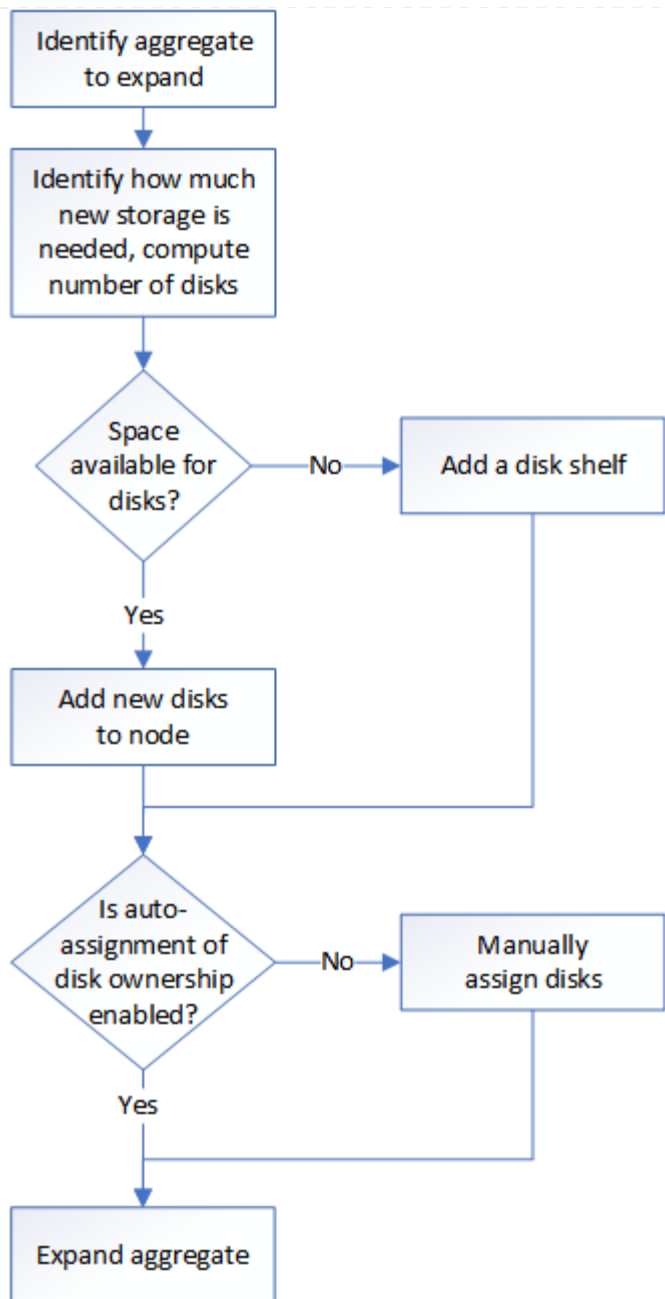 Identify aggregate
to expand
Identify how much
new storage is
needed, compute
number of disks
Space
available for
disks?
No
Add a disk shelf
Yes
Add new disks
to node
Is auto-
assignment of
disk ownership
enabled?
No
Manually
assign disks
Yes
Expand aggregate